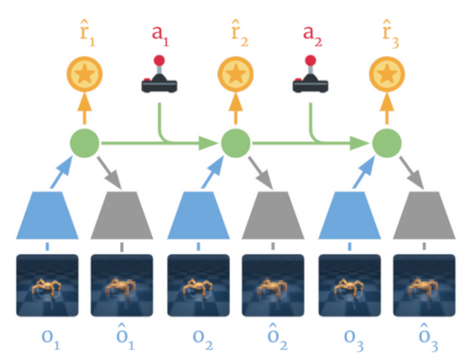 r̂₁ a₁ r̂₂ a₂ r̂₃
o₁ ô₁ o₂ ô₂ o₃ ô₃